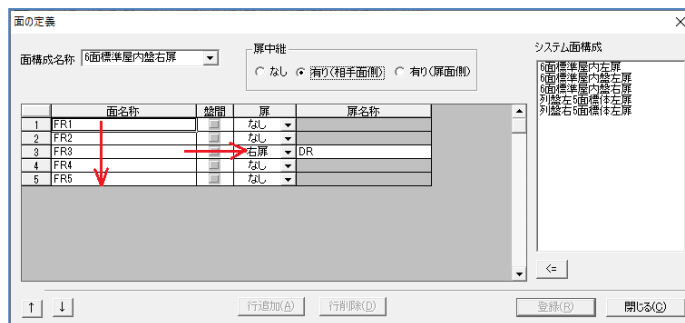 面の定義
面構成名称 6面標準屋内盤右扉
扉中継
なし 有り(相手面側) 有り(扉面側)
システム面構成
6面標準屋内左扉
6面標準屋内盤左扉
6面標準屋内盤右扉
列盤左5面標体左扉
列盤右5面標体左扉
面名称 盤間 扉 扉名称
1 FR1 なし
2 FR2 なし
3 FR3 右扉 DR
4 FR4 なし
5 FR5 なし
<=
↑ ↓ 行追加(A) 行削除(D) 登録(R) 閉じる(C)